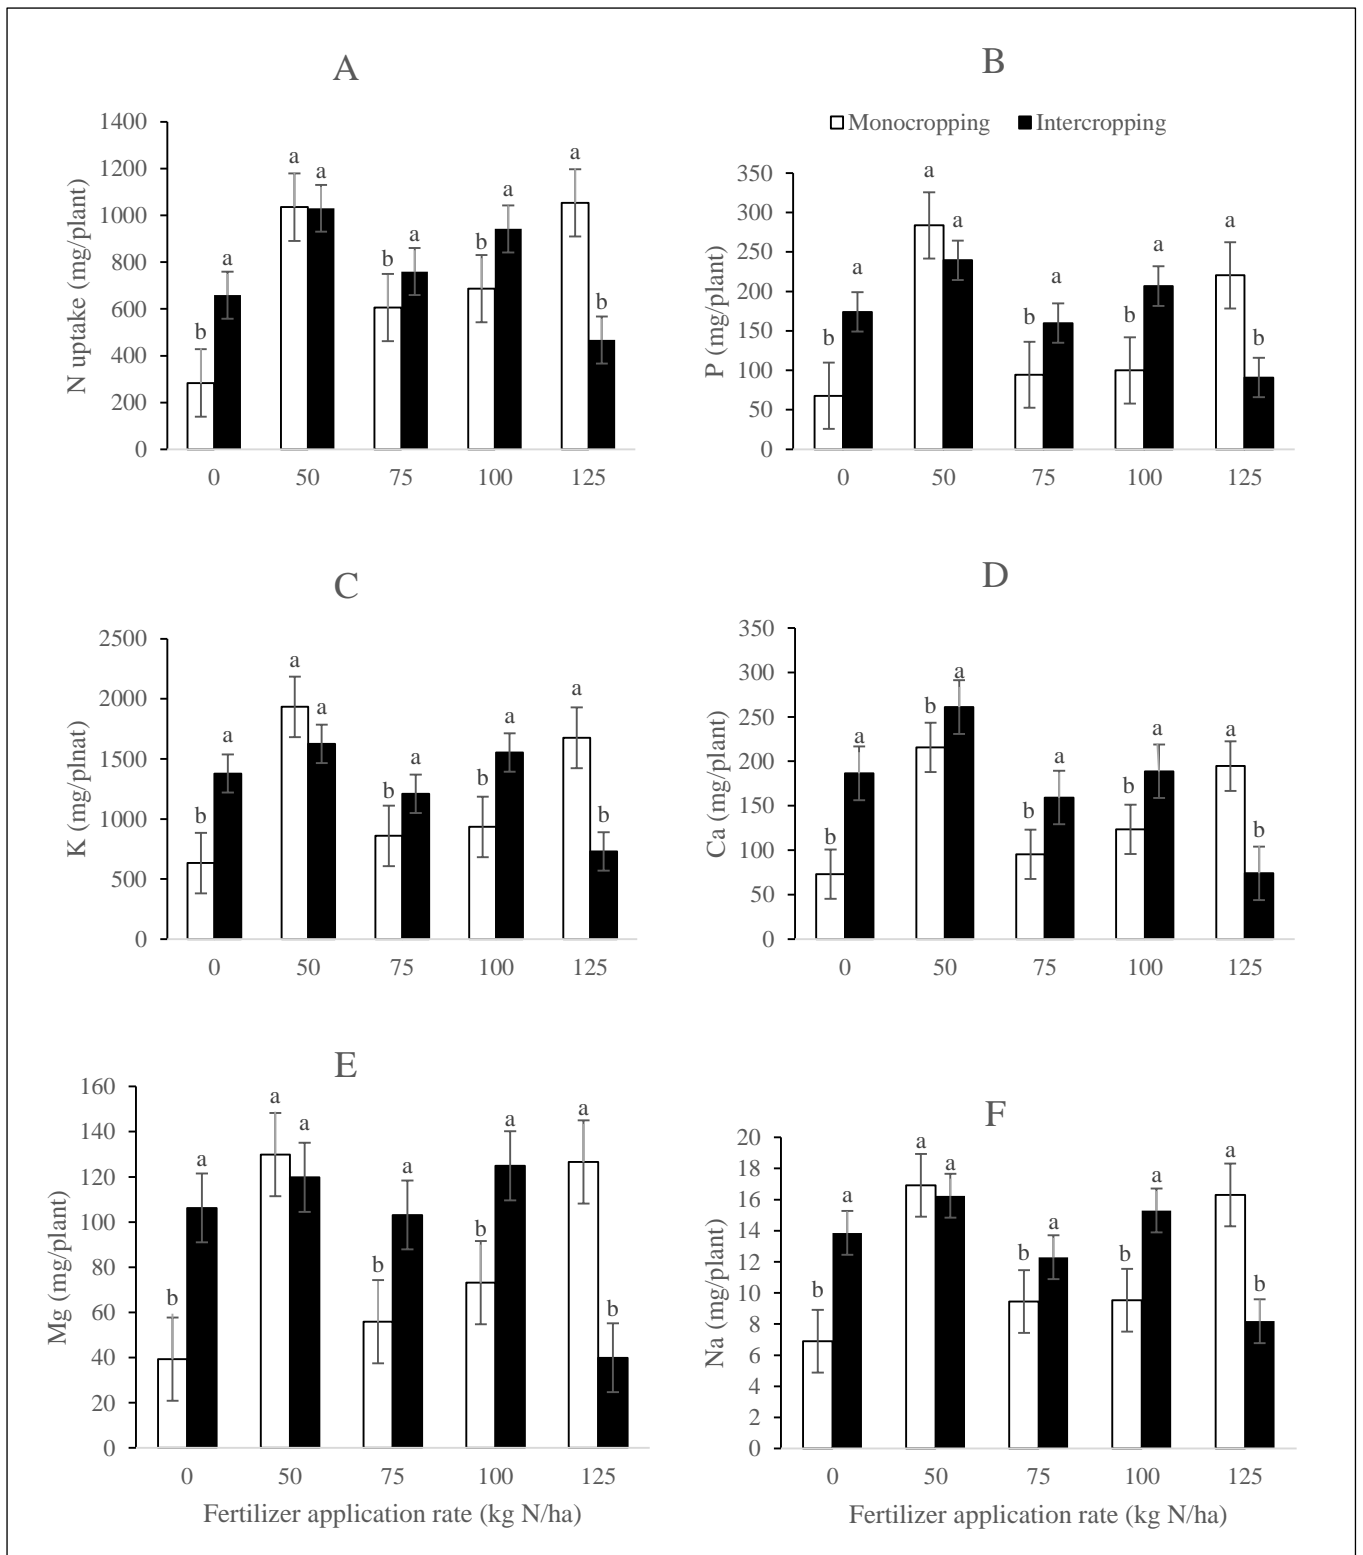 A
N uptake (mg/plant)
1400
1200
1000
800
600
400
200
0
b a a a b a b a a b
0 50 75 100 125
B
Monocropping Intercropping
P (mg/plant)
350
300
250
200
150
100
50
0
b a a a b a b a a b
0 50 75 100 125
C
K (mg/plnat)
2500
2000
1500
1000
500
0
b a a a b a b a a b
0 50 75 100 125
D
Ca (mg/plant)
350
300
250
200
150
100
50
0
b a b a b a b a a b
0 50 75 100 125
E
Mg (mg/plant)
160
140
120
100
80
60
40
20
0
b a a a b a b a a b
0 50 75 100 125
Fertilizer application rate (kg N/ha)
F
Na (mg/plant)
20
18
16
14
12
10
8
6
4
2
0
b a a a b a b a a b
0 50 75 100 125
Fertilizer application rate (kg N/ha)